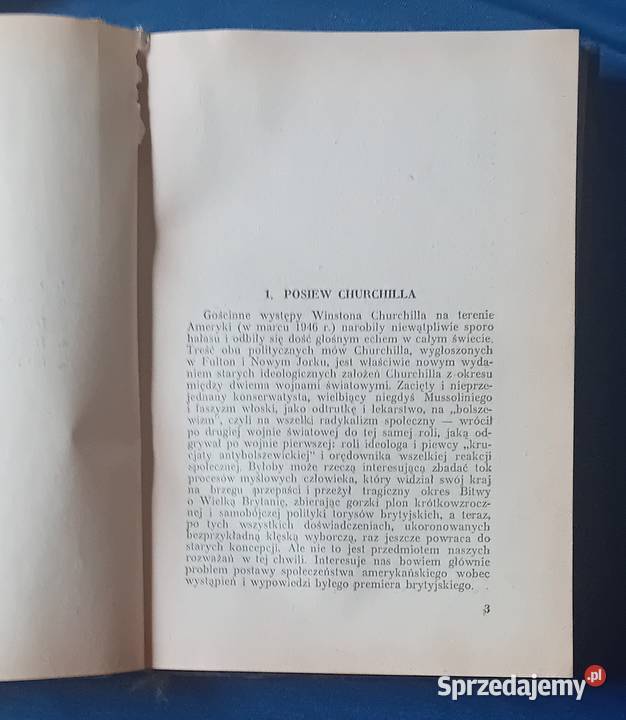 1. POSIEW CHURCHILLA
Gościnne występy Winstona Churchilla na terenie
Ameryki (w marcu 1946 r.) narobiły niewątpliwie sporo
hałasu i odbiły się dość głośnym echem w całym świecie.
Treść obu politycznych mów Churchilla, wygłoszonych
w Fulton i Nowym Jorku, jest właściwie nowym wyda-
niem starych ideologicznych założeń Churchilla z okresu
między dwiema wojnami światowymi. Zacięty i nieprze-
jednany konserwatysta, wielbiący niegdyś Mussoliniego
i faszyzm włoski, jako odtrutkę i lekarstwo, na „bolsze-
wizm”, czyli na wszelki radykalizm społeczny — wrócił
po drugiej wojnie światowej do tej samej roli, jaką od-
grywał po wojnie pierwszej: roli ideologa i piewcy „kru-
cjaty antybolszewickiej” i orędownika wszelkiej reakcji
społecznej. Byłoby może rzeczą interesującą zbadać tok
procesów myślowych człowieka, który widział swój kraj
na brzegu przepaści i przeżył tragiczny okres Bitwy
o Wielką Brytanię, zbierając gorzki plon krótkowzrocz-
nej i samobójczej polityki torysów brytyjskich, a teraz,
po tych wszystkich doświadczeniach, ukoronowanych
bezprzykładną klęską wyborczą, raz jeszcze powraca do
starych koncepcji. Ale nie to jest przedmiotem naszych
rozważań w tej chwili. Interesuje nas bowiem głównie
problem postawy społeczeństwa amerykańskiego wobec
wystąpień i wypowiedzi byłego premiera brytyjskiego.
3
Sprzedajemy.pl